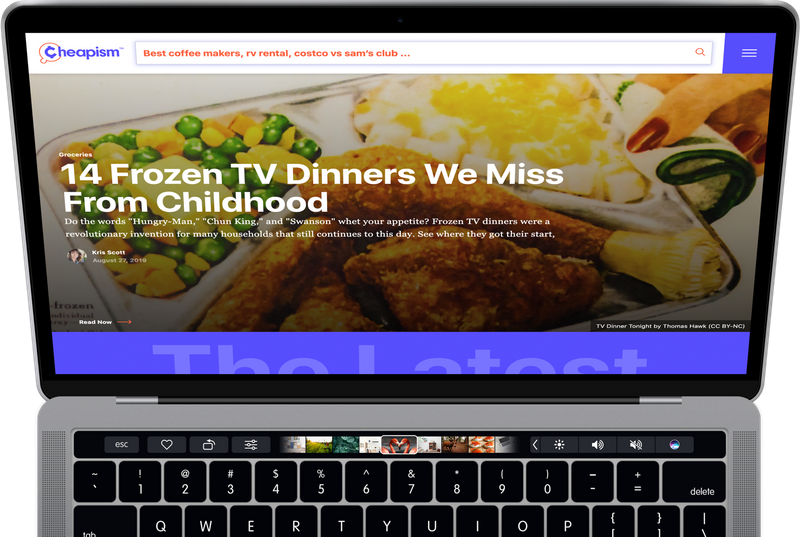 Cheapism™
Best coffee makers, rv rental, costco vs sam's club ...
Groceries
14 Frozen TV Dinners We Miss
From Childhood
Do the words "Hungry-Man," "Chun King," and "Swanson" whet your appetite? Frozen TV dinners were a
revolutionary invention for many households that still continues to this day. See where they got their start,
Kris Scott
August 27, 2019
-frozen
ndividual
Read Now
TV Dinner Tonight by Thomas Hawk (CC BY-NC)
The Latest
esc
~ ! @ # $ % ^ & * ( ) – +
` 1 2 3 4 5 6 7 8 9 0 - = delete
Q W E R T Y U I O P { } |
tab [ ]